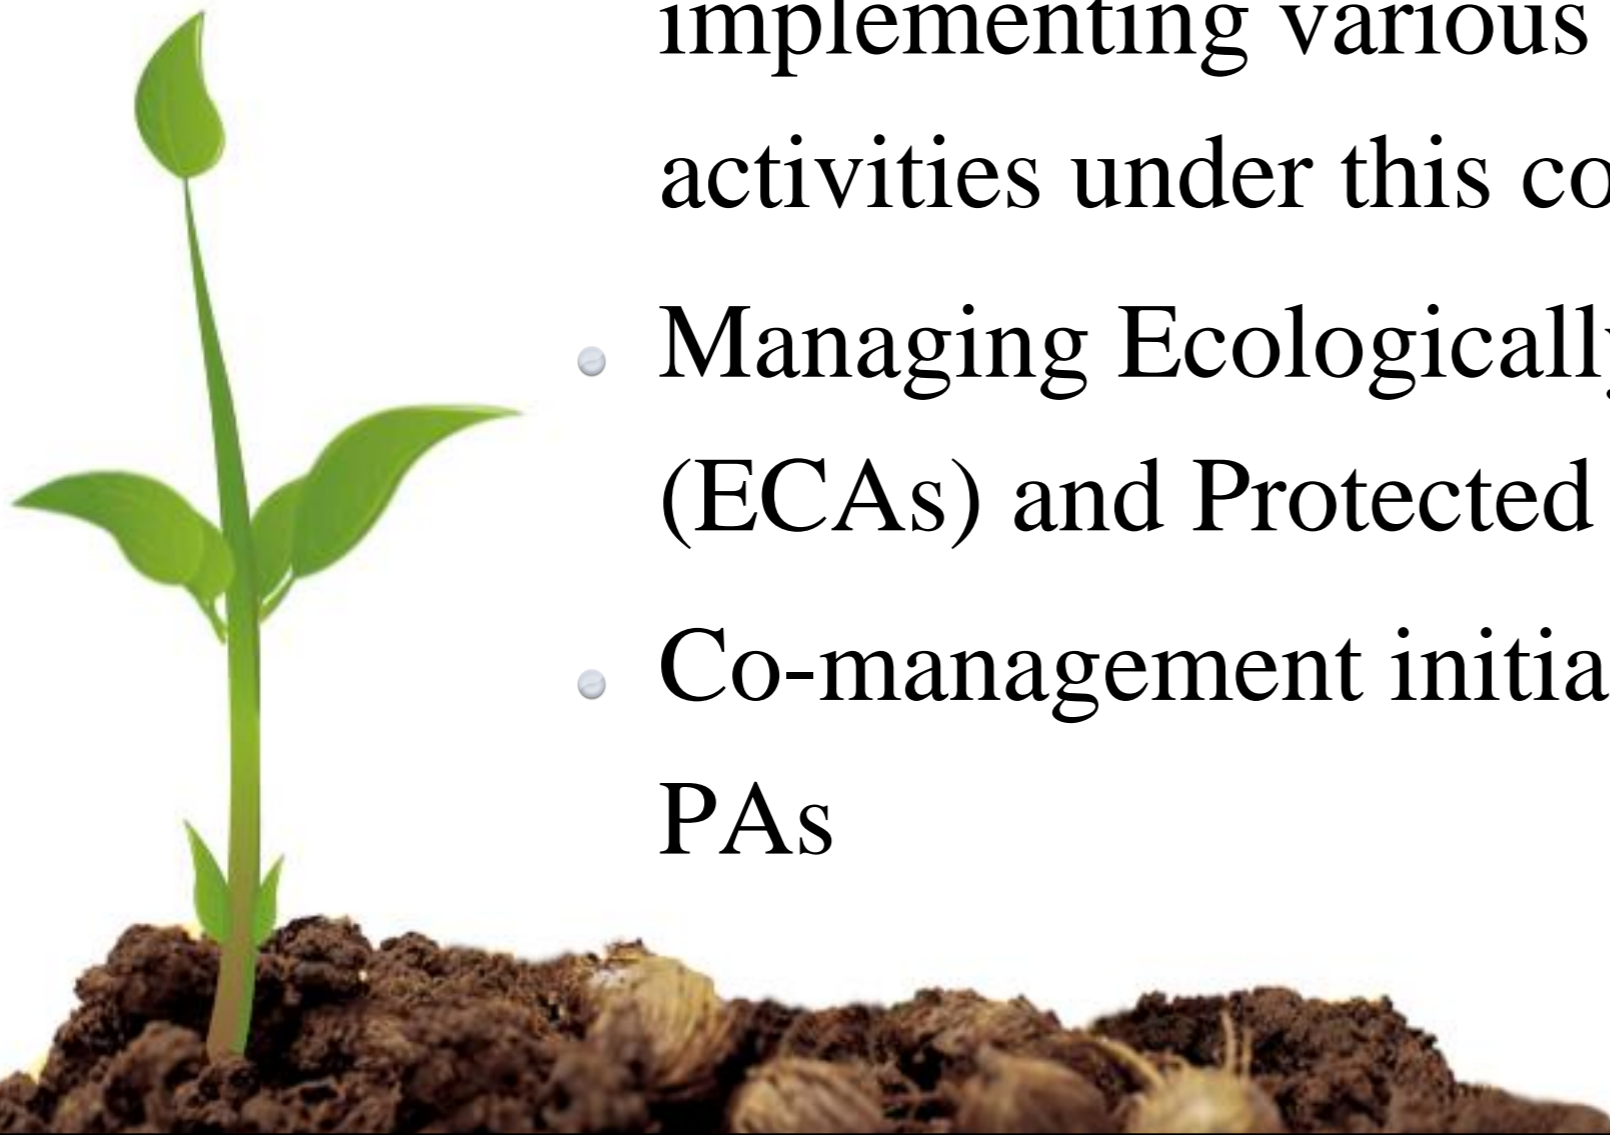 implementing various
activities under this co
Managing Ecologically
(ECAs) and Protected
Co-management initia
PAs